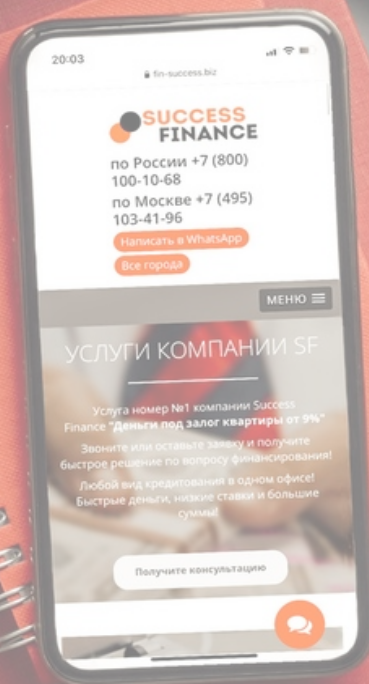 20:03
fin-success.biz
SUCCESS
FINANCE
по России +7 (800)
100-10-68
по Москве +7 (495)
103-41-96
Написать в WhatsApp
Все города
МЕНЮ
УСЛУГИ КОМПАНИИ SF
Услуга номер №1 компании Success
Finance "Деньги под залог квартиры от 9%"
Звоните или оставьте заявку и получите
быстрое решение по вопросу финансирования!
Любой вид кредитования в одном офисе!
Быстрые деньги, низкие ставки и большие
суммы!
Получите консультацию